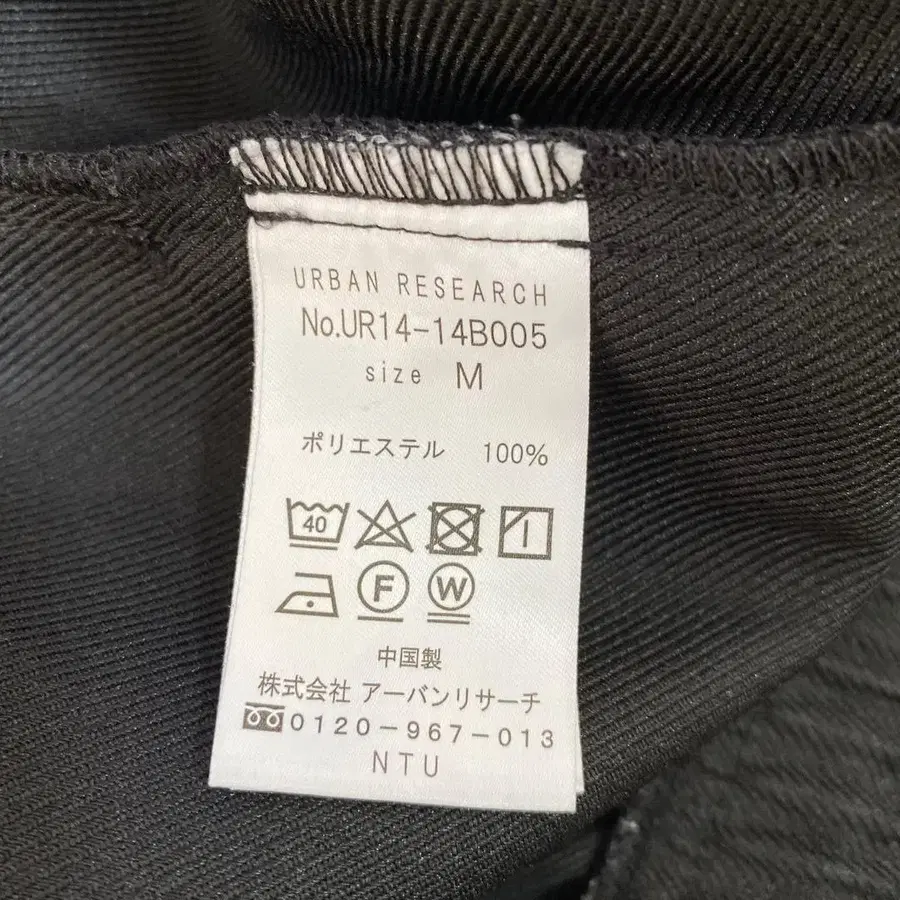 URBAN RESEARCH
No.UR14-14B005
size M
ポリエステル 100%
40
F W
中国製
株式会社 アーバンリサーチ
0120-967-013
NTU